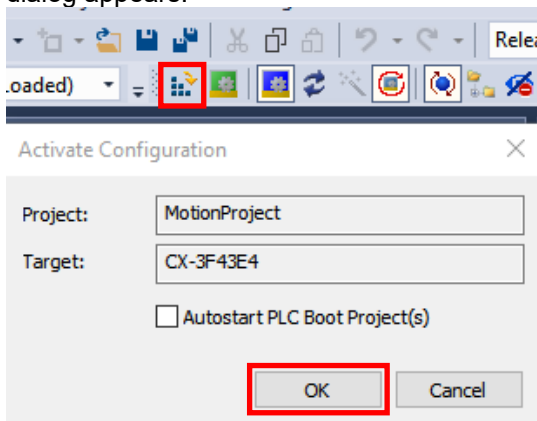 dialog appears.
Relea
.oaded)
Activate Configuration
Project: MotionProject
Target: CX-3F43E4
Autostart PLC Boot Project(s)
OK Cancel